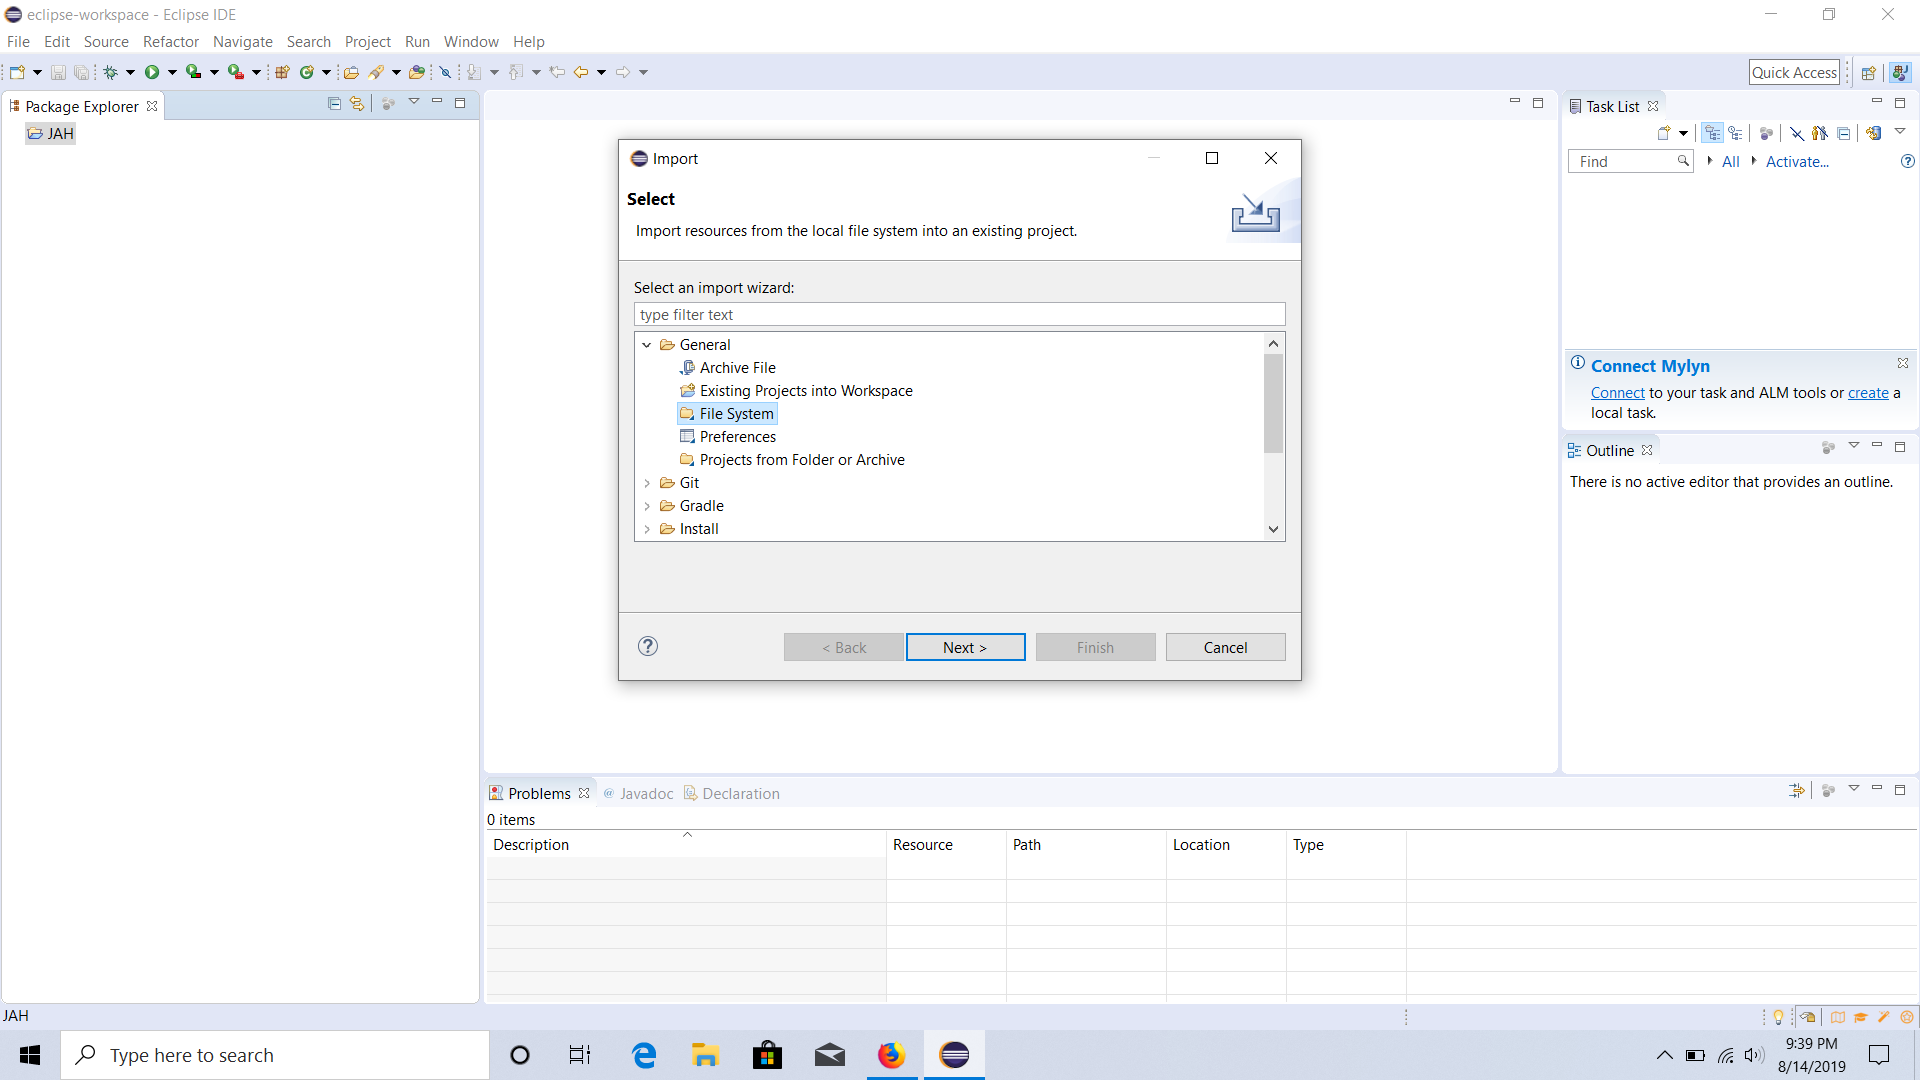 eclipse-workspace - Eclipse IDE
File Edit Source Refactor Navigate Search Project Run Window Help
Quick Access
Package Explorer
JAH
Import
Select
Import resources from the local file system into an existing project.
Select an import wizard:
type filter text
General
Archive File
Existing Projects into Workspace
File System
Preferences
Projects from Folder or Archive
Git
Gradle
Install
< Back Next > Finish Cancel
Task List
Find All Activate...
Connect Mylyn
Connect to your task and ALM tools or create a
local task.
Outline
There is no active editor that provides an outline.
Problems @ Javadoc Declaration
0 items
Description Resource Path Location Type
JAH
Type here to search
9:39 PM
8/14/2019